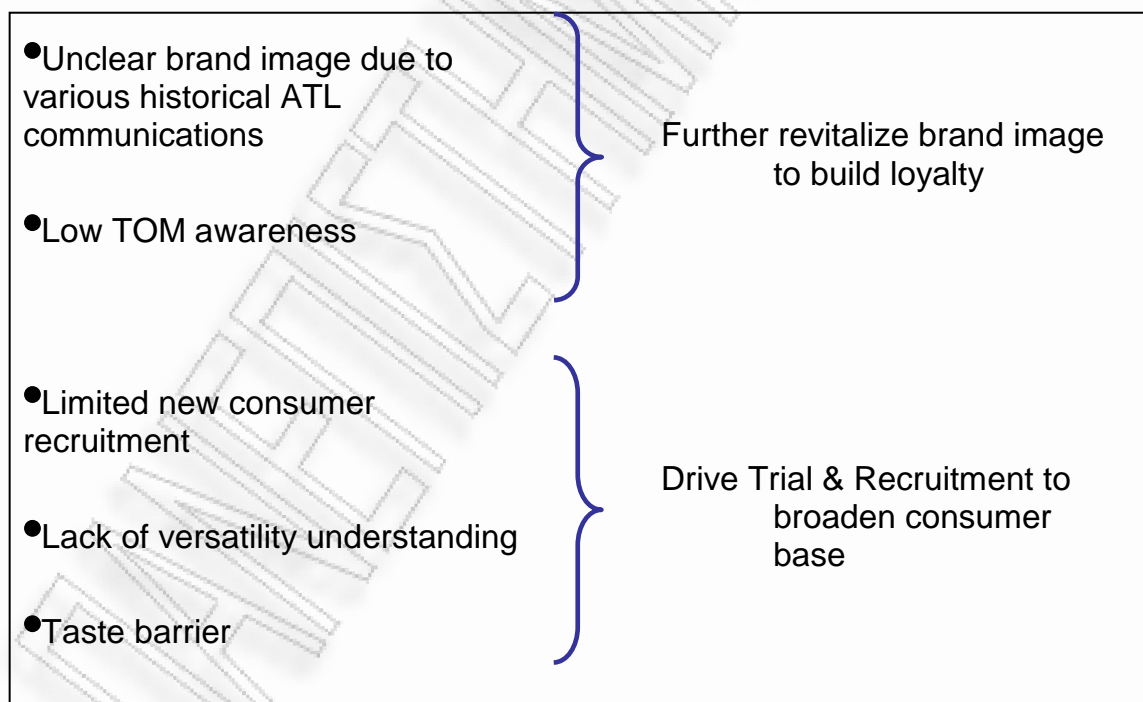 ●Unclear brand image due to
various historical ATL
communications
●Low TOM awareness
Further revitalize brand image
to build loyalty
●Limited new consumer
recruitment
●Lack of versatility understanding
●Taste barrier
Drive Trial & Recruitment to
broaden consumer
base